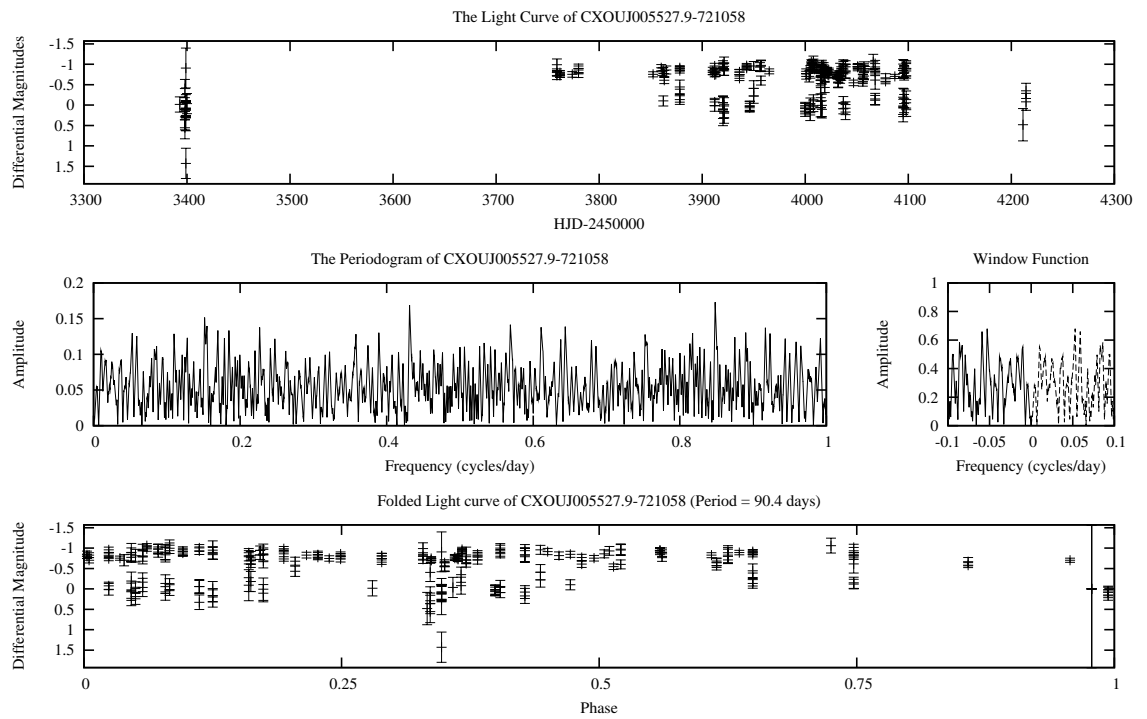 The Light Curve of CXOUJ005527.9-721058
Differential Magnitudes
-1.5
-1
-0.5
0
0.5
1
1.5
3300 3400 3500 3600 3700 3800 3900 4000 4100 4200 4300
HJD-2450000
The Periodogram of CXOUJ005527.9-721058
Amplitude
0.2
0.15
0.1
0.05
0
0 0.2 0.4 0.6 0.8 1
Frequency (cycles/day)
Window Function
Amplitude
1
0.8
0.6
0.4
0.2
0
-0.1 -0.05 0 0.05 0.1
Frequency (cycles/day)
Folded Light curve of CXOUJ005527.9-721058 (Period = 90.4 days)
Differential Magnitude
-1.5
-1
-0.5
0
0.5
1
1.5
0 0.25 0.5 0.75 1
Phase